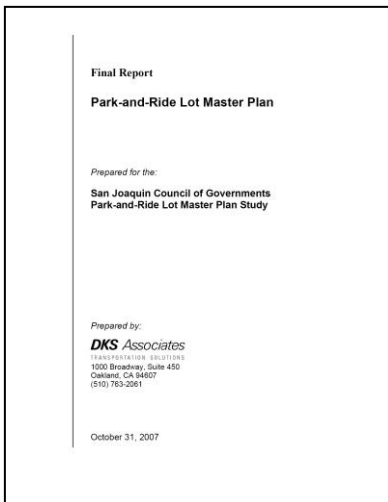 Final Report
Park-and-Ride Lot Master Plan
Prepared for the:
San Joaquin Council of Governments
Park-and-Ride Lot Master Plan Study
Prepared by:
DKS Associates
TRANSPORTATION SOLUTIONS
1000 Broadway, Suite 450
Oakland, CA 94607
(510) 763-2061
October 31, 2007